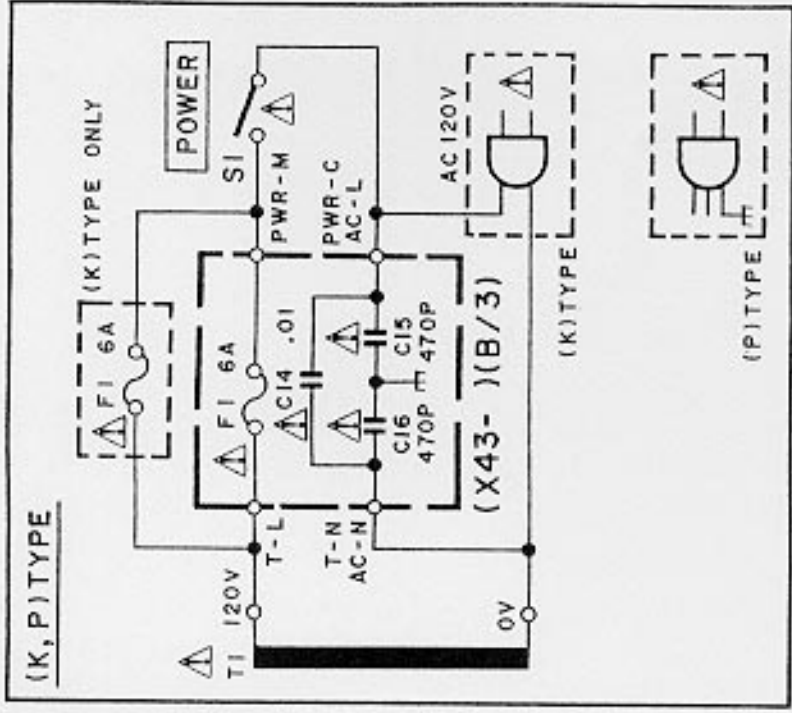 (K,P)TYPE
(K)TYPE ONLY
F1 6A
POWER
S1
T1
120V
T-L
F1 6A
PWR-M
C14 .01
T-N
AC-N
C16
470P
C15
470P
PWR-C
AC-L
AC120V
(X43- )(B/3)
0V
(K)TYPE
(P)TYPE